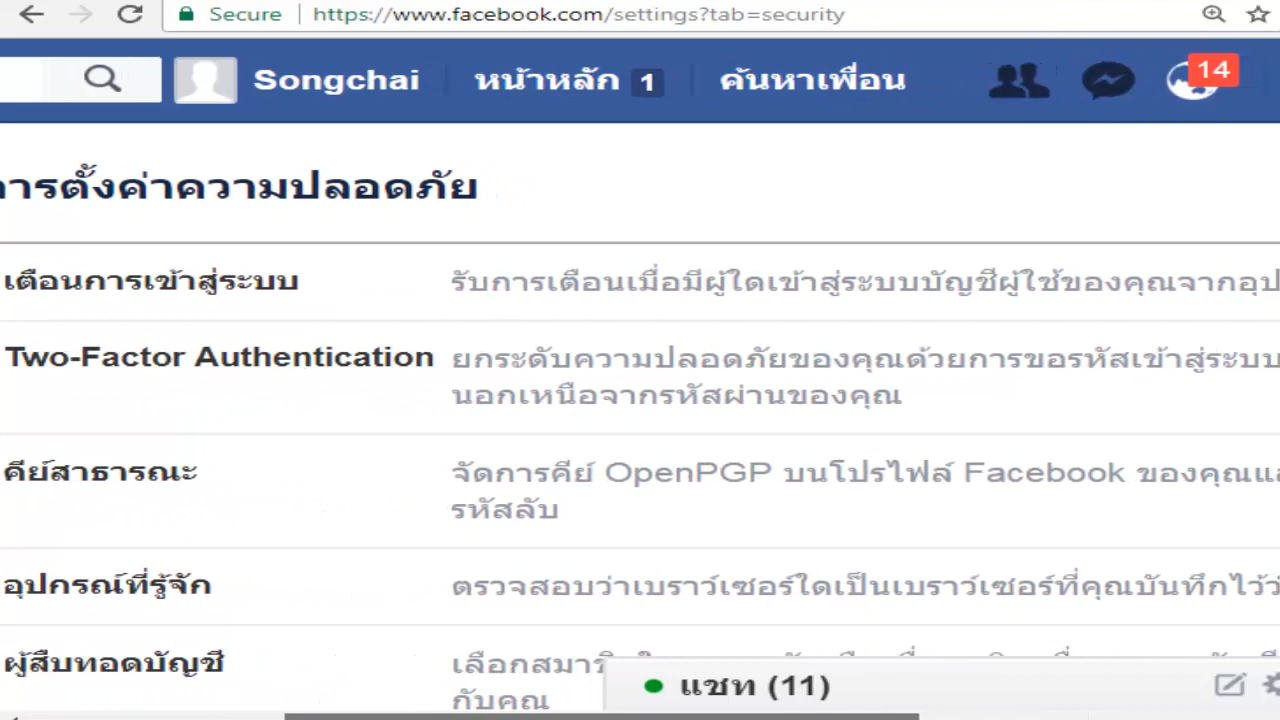 Secure https://www.facebook.com/settings?tab=security
Songchai หน้าหลัก 1 ค้นหาเพื่อน 14
การตั้งค่าความปลอดภัย
เตือนการเข้าสู่ระบบ รับการเตือนเมื่อมีผู้ใดเข้าสู่ระบบบัญชีผู้ใช้ของคุณจากอุป
Two-Factor Authentication ยกระดับความปลอดภัยของคุณด้วยการขอรหัสเข้าสู่ระบบ
นอกเหนือจากรหัสผ่านของคุณ
คีย์สาธารณะ จัดการคีย์ OpenPGP บนโปรไฟล์ Facebook ของคุณแล
รหัสลับ
อุปกรณ์ที่รู้จัก ตรวจสอบว่าเบราว์เซอร์ใดเป็นเบราว์เซอร์ที่คุณบันทึกไว้ว
ผู้สืบทอดบัญชี เลือกสมาชิ
กับคุณ
แชท (11)